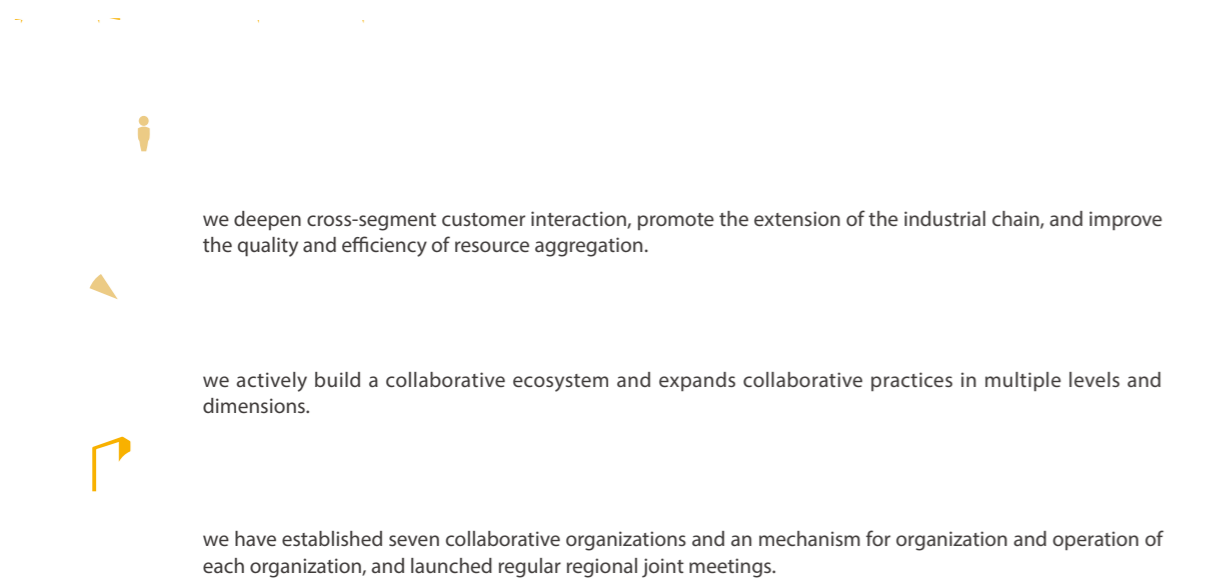 we deepen cross-segment customer interaction, promote the extension of the industrial chain, and improve
the quality and efficiency of resource aggregation.
we actively build a collaborative ecosystem and expands collaborative practices in multiple levels and
dimensions.
we have established seven collaborative organizations and an mechanism for organization and operation of
each organization, and launched regular regional joint meetings.